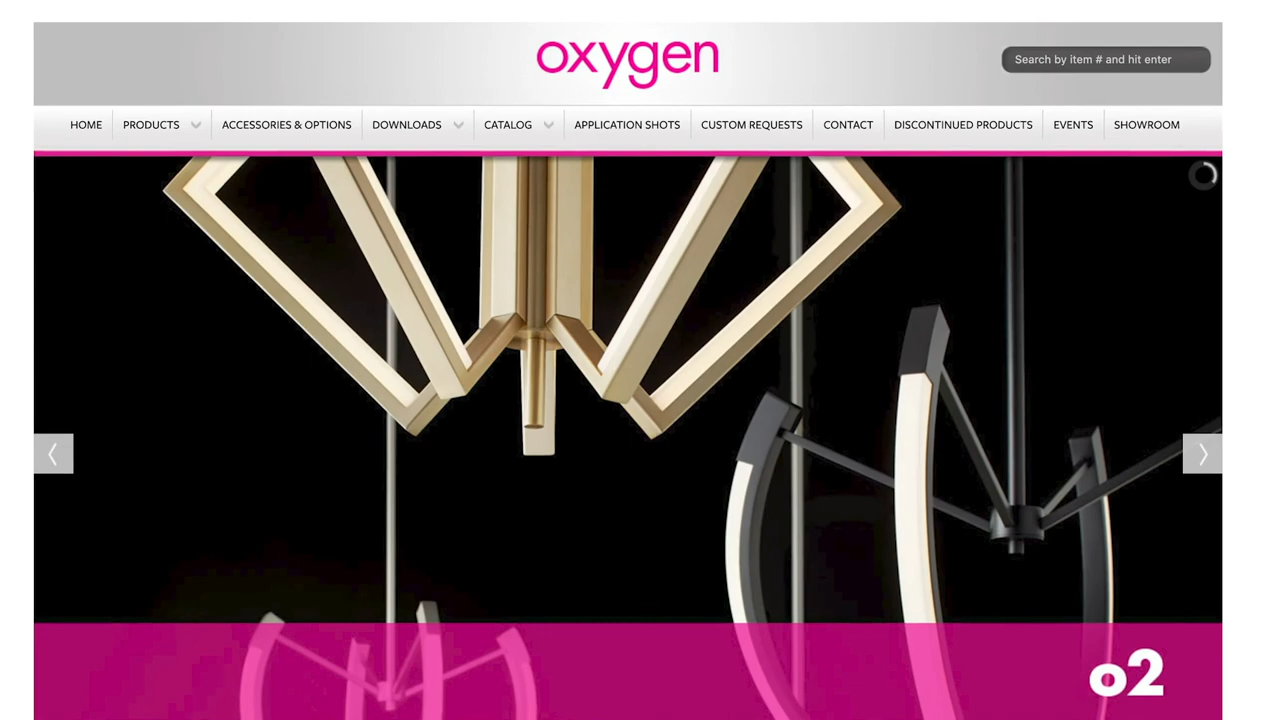 oxygen
Search by item # and hit enter
HOME PRODUCTS ACCESSORIES & OPTIONS DOWNLOADS CATALOG APPLICATION SHOTS CUSTOM REQUESTS CONTACT DISCONTINUED PRODUCTS EVENTS SHOWROOM
o2